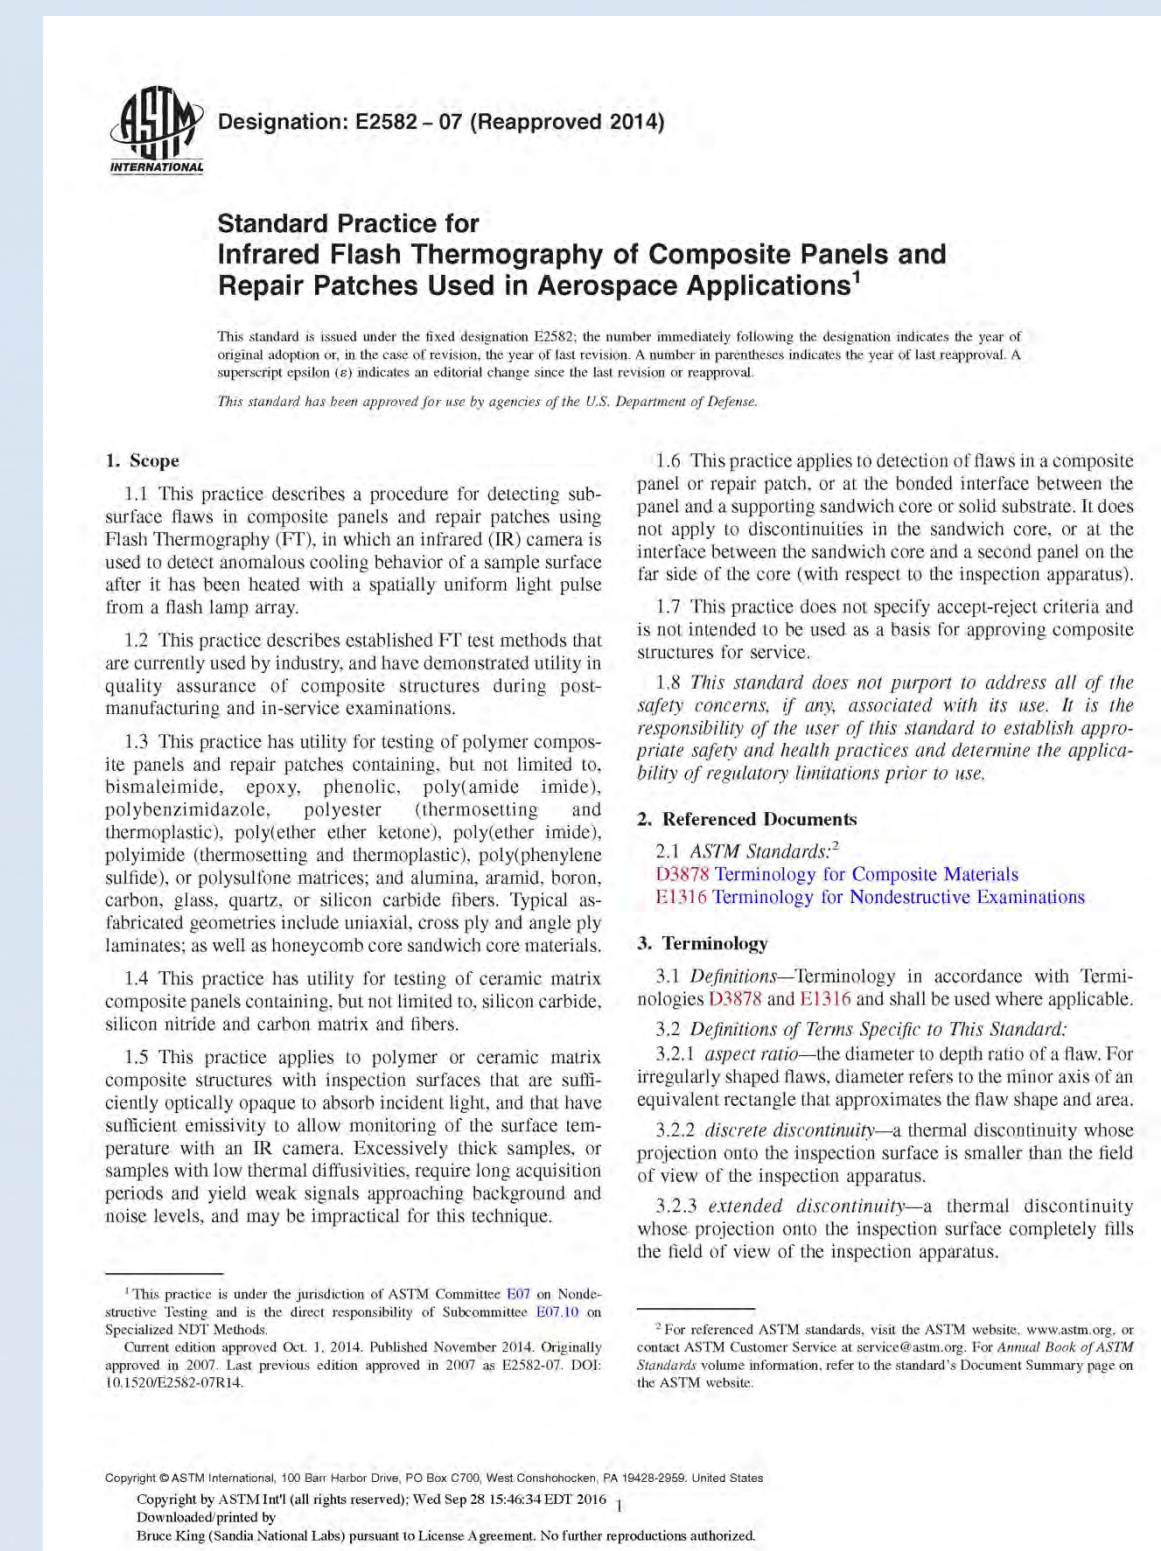 ASTM
INTERNATIONAL
Designation: E2582 – 07 (Reapproved 2014)
Standard Practice for
Infrared Flash Thermography of Composite Panels and
Repair Patches Used in Aerospace Applications1
This standard is issued under the fixed designation E2582; the number immediately following the designation indicates the year of
original adoption or, in the case of revision, the year of last revision. A number in parentheses indicates the year of last reapproval. A
superscript epsilon (ε) indicates an editorial change since the last revision or reapproval.
This standard has been approved for use by agencies of the U.S. Department of Defense.
1. Scope
1.1 This practice describes a procedure for detecting sub-
surface flaws in composite panels and repair patches using
Flash Thermography (FT), in which an infrared (IR) camera is
used to detect anomalous cooling behavior of a sample surface
after it has been heated with a spatially uniform light pulse
from a flash lamp array.
1.2 This practice describes established FT test methods that
are currently used by industry, and have demonstrated utility in
quality assurance of composite structures during post-
manufacturing and in-service examinations.
1.3 This practice has utility for testing of polymer compos-
ite panels and repair patches containing, but not limited to,
bismaleimide, epoxy, phenolic, poly(amide imide),
polybenzimidazole, polyester (thermosetting and
thermoplastic), poly(ether ether ketone), poly(ether imide),
polyimide (thermosetting and thermoplastic), poly(phenylene
sulfide), or polysulfone matrices; and alumina, aramid, boron,
carbon, glass, quartz, or silicon carbide fibers. Typical as-
fabricated geometries include uniaxial, cross ply and angle ply
laminates; as well as honeycomb core sandwich core materials.
1.4 This practice has utility for testing of ceramic matrix
composite panels containing, but not limited to, silicon carbide,
silicon nitride and carbon matrix and fibers.
1.5 This practice applies to polymer or ceramic matrix
composite structures with inspection surfaces that are suffi-
ciently optically opaque to absorb incident light, and that have
sufficient emissivity to allow monitoring of the surface tem-
perature with an IR camera. Excessively thick samples, or
samples with low thermal diffusivities, require long acquisition
periods and yield weak signals approaching background and
noise levels, and may be impractical for this technique.
1 This practice is under the jurisdiction of ASTM Committee E07 on Nonde-
structive Testing and is the direct responsibility of Subcommittee E07.10 on
Specialized NDT Methods.
Current edition approved Oct. 1, 2014. Published November 2014. Originally
approved in 2007. Last previous edition approved in 2007 as E2582-07. DOI:
10.1520/E2582-07R14.
1.6 This practice applies to detection of flaws in a composite
panel or repair patch, or at the bonded interface between the
panel and a supporting sandwich core or solid substrate. It does
not apply to discontinuities in the sandwich core, or at the
interface between the sandwich core and a second panel on the
far side of the core (with respect to the inspection apparatus).
1.7 This practice does not specify accept-reject criteria and
is not intended to be used as a basis for approving composite
structures for service.
1.8 This standard does not purport to address all of the
safety concerns, if any, associated with its use. It is the
responsibility of the user of this standard to establish appro-
priate safety and health practices and determine the applica-
bility of regulatory limitations prior to use.
2. Referenced Documents
2.1 ASTM Standards:2
D3878 Terminology for Composite Materials
E1316 Terminology for Nondestructive Examinations
3. Terminology
3.1 Definitions—Terminology in accordance with Termi-
nologies D3878 and E1316 and shall be used where applicable.
3.2 Definitions of Terms Specific to This Standard:
3.2.1 aspect ratio—the diameter to depth ratio of a flaw. For
irregularly shaped flaws, diameter refers to the minor axis of an
equivalent rectangle that approximates the flaw shape and area.
3.2.2 discrete discontinuity—a thermal discontinuity whose
projection onto the inspection surface is smaller than the field
of view of the inspection apparatus.
3.2.3 extended discontinuity—a thermal discontinuity
whose projection onto the inspection surface completely fills
the field of view of the inspection apparatus.
2 For referenced ASTM standards, visit the ASTM website, www.astm.org, or
contact ASTM Customer Service at service@astm.org. For Annual Book of ASTM
Standards volume information, refer to the standard's Document Summary page on
the ASTM website.
Copyright © ASTM International, 100 Barr Harbor Drive, PO Box C700, West Conshohocken, PA 19428-2959. United States
Copyright by ASTM Int'l (all rights reserved); Wed Sep 28 15:46:34 EDT 2016
1
Downloaded/printed by
Bruce King (Sandia National Labs) pursuant to License Agreement. No further reproductions authorized.